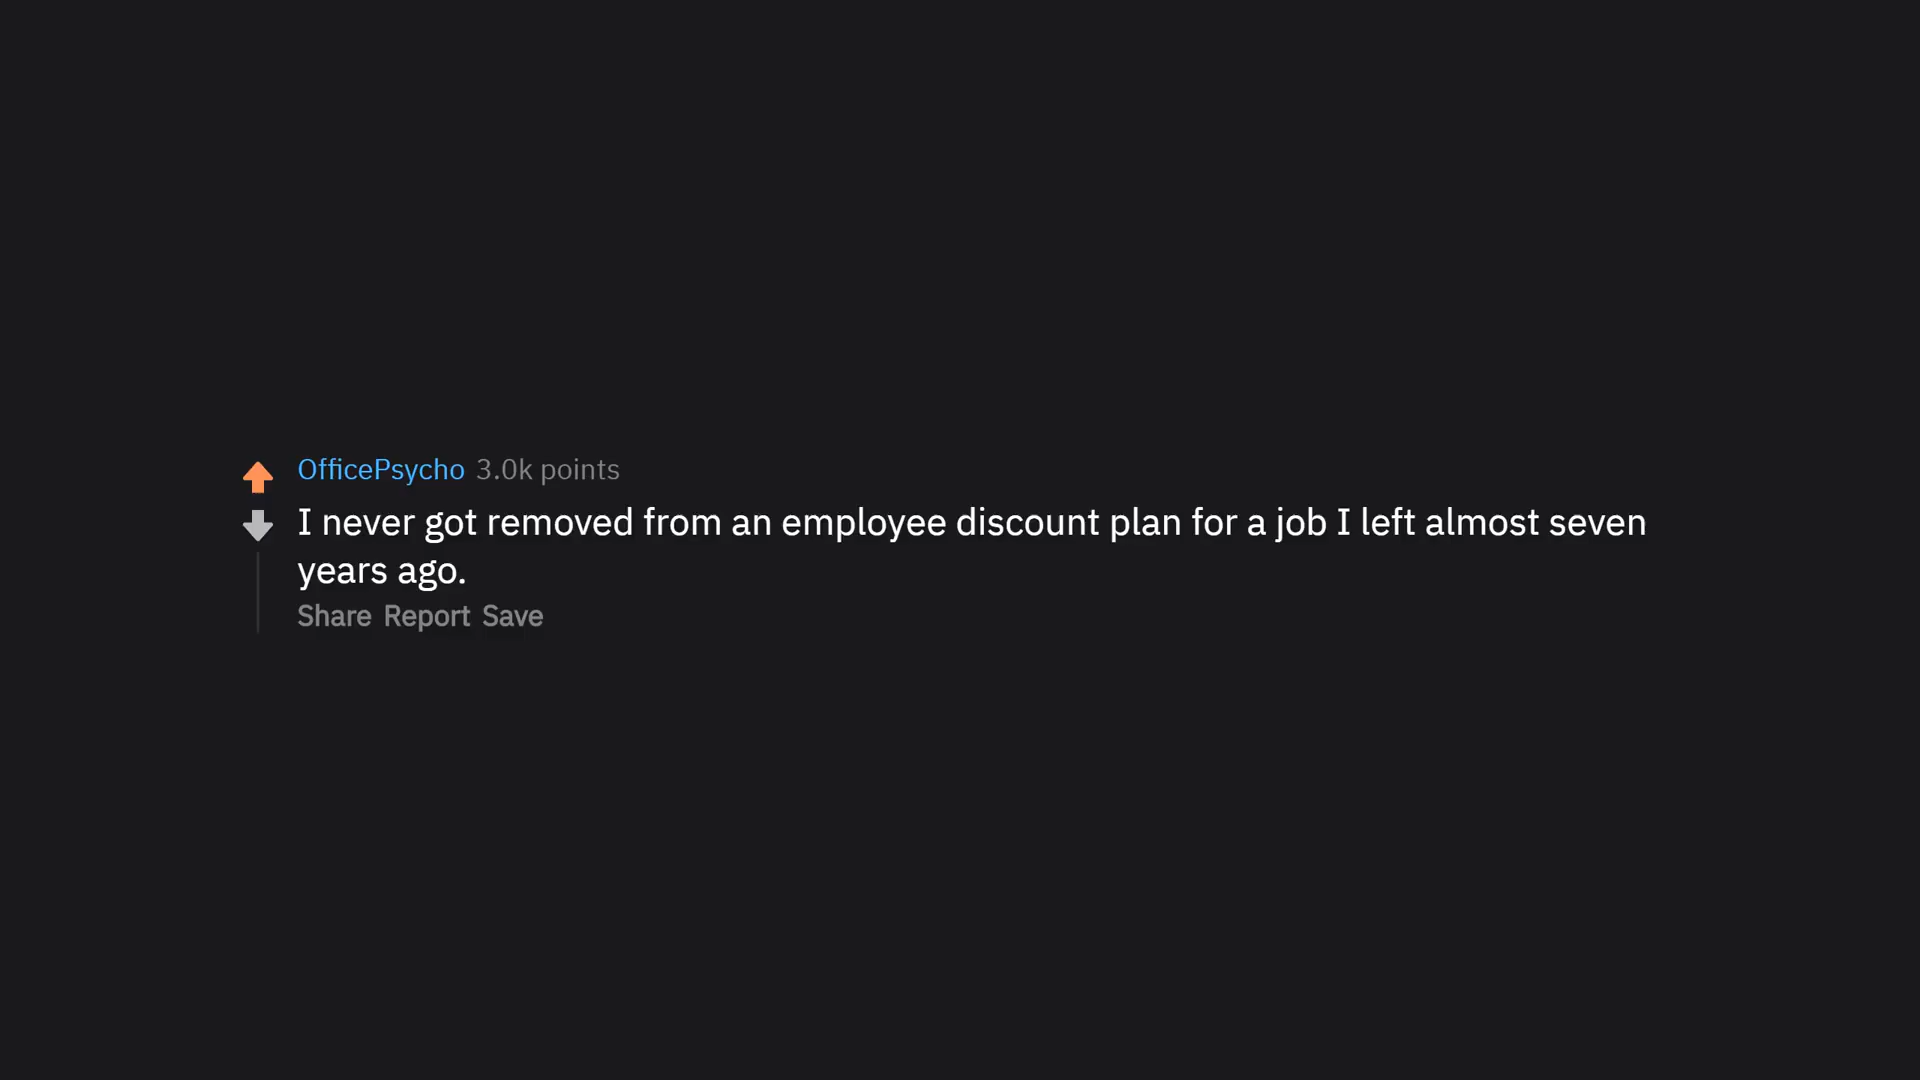 OfficePsycho 3.0k points
I never got removed from an employee discount plan for a job I left almost seven
years ago.
Share Report Save